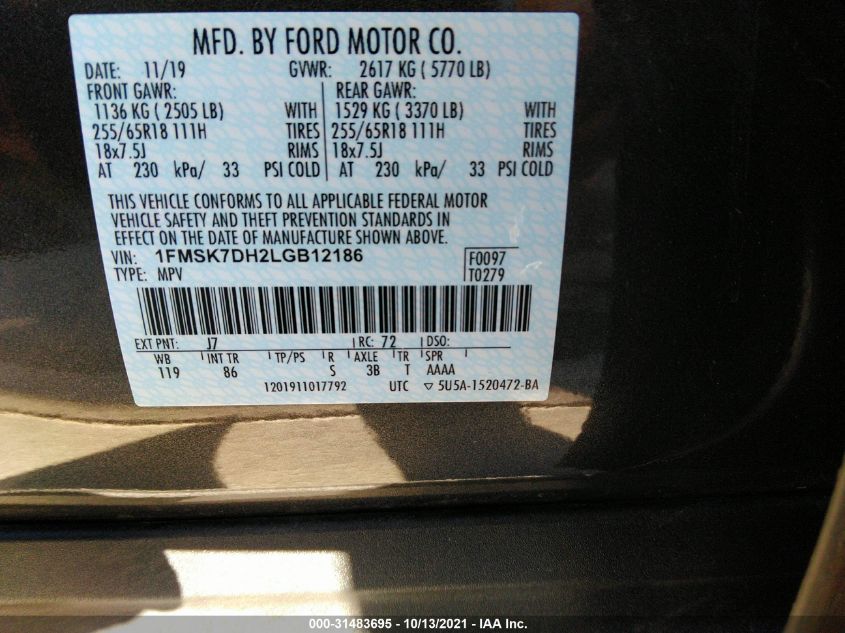 MFD. BY FORD MOTOR CO.
DATE: 11/19 GVWR: 2617 KG ( 5770 LB)
FRONT GAWR: REAR GAWR:
1136 KG ( 2505 LB) WITH 1529 KG ( 3370 LB) WITH
255/65R18 111H TIRES 255/65R18 111H TIRES
18x7.5J RIMS 18x7.5J RIMS
AT 230 kPa/ 33 PSI COLD AT 230 kPa/ 33 PSI COLD
THIS VEHICLE CONFORMS TO ALL APPLICABLE FEDERAL MOTOR
VEHICLE SAFETY AND THEFT PREVENTION STANDARDS IN
EFFECT ON THE DATE OF MANUFACTURE SHOWN ABOVE.
VIN: 1FMSK7DH2LGB12186 F0097
TYPE: MPV T0279
EXT PNT: J7 RC: 72 DSO:
WB INT TR TP/PS R AXLE TR SPR
119 86 S 3B T AAAA
1201911017792 UTC ▽ 5U5A-1520472-BA
000-31483695 - 10/13/2021 - IAA Inc.